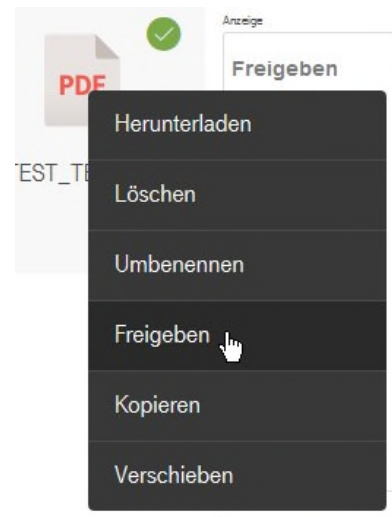 Anzeige
Freigeben
PDF
Herunterladen
Löschen
Umbenennen
Freigeben
Kopieren
Verschieben